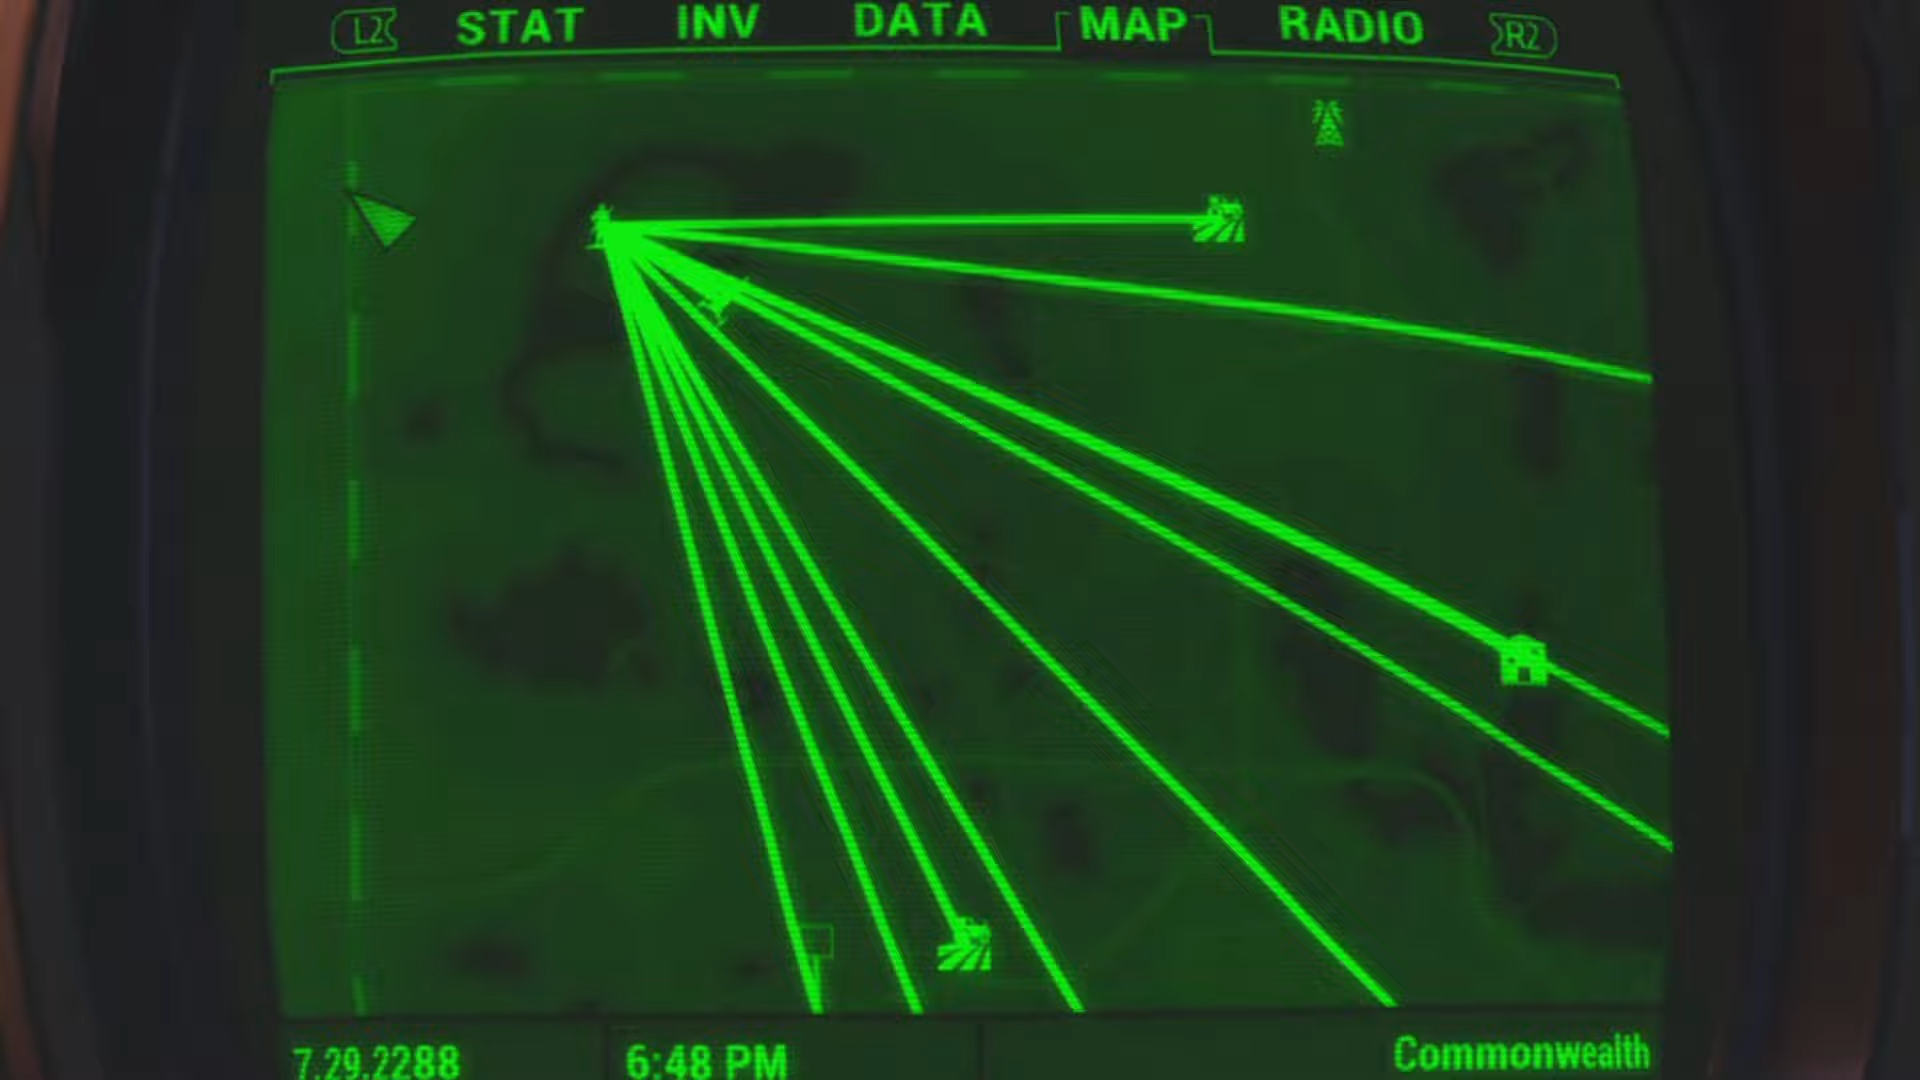 L2 STAT INV DATA MAP RADIO R2
7.29.2288 6:48 PM Commonwealth